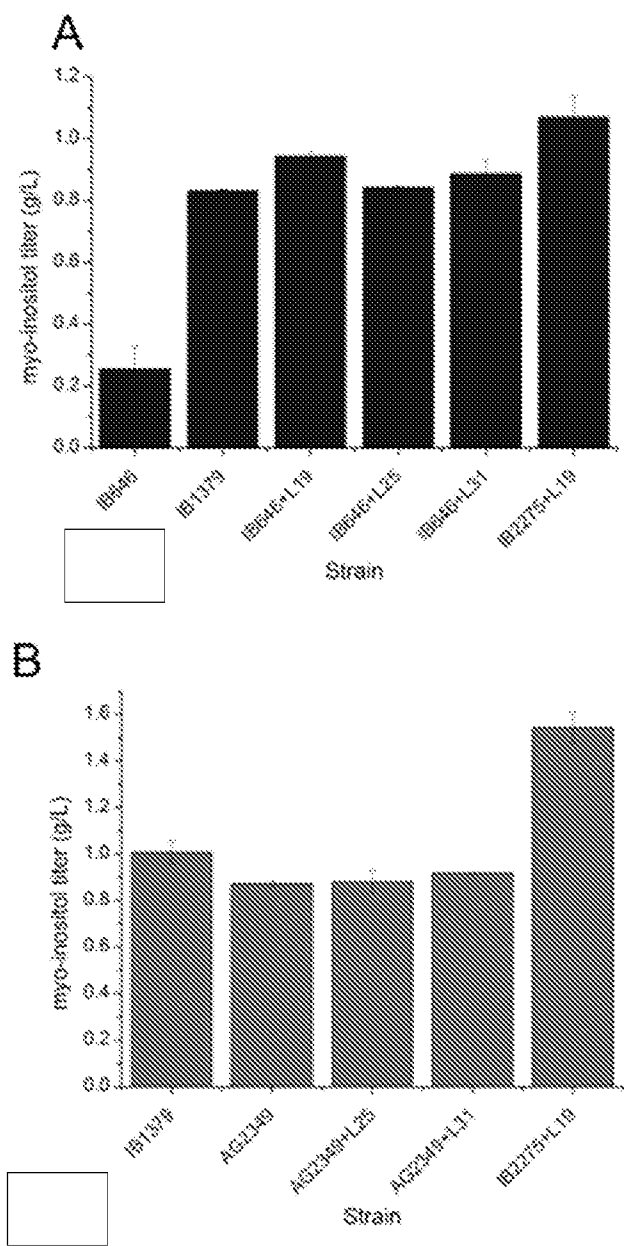 A
1.2
1.0
0.8
0.6
0.4
0.2
0.0
myo-inositol titer (g/L)
IB646
IB1379
IB646+L19
IB646+L25
IB646+L31
IB2275+L19
Strain
B
1.6
1.4
1.2
1.0
0.8
0.6
0.4
0.2
0.0
myo-inositol titer (g/L)
IB1379
AG2349
AG2349+L25
AG2349+L31
IB2275+L19
Strain